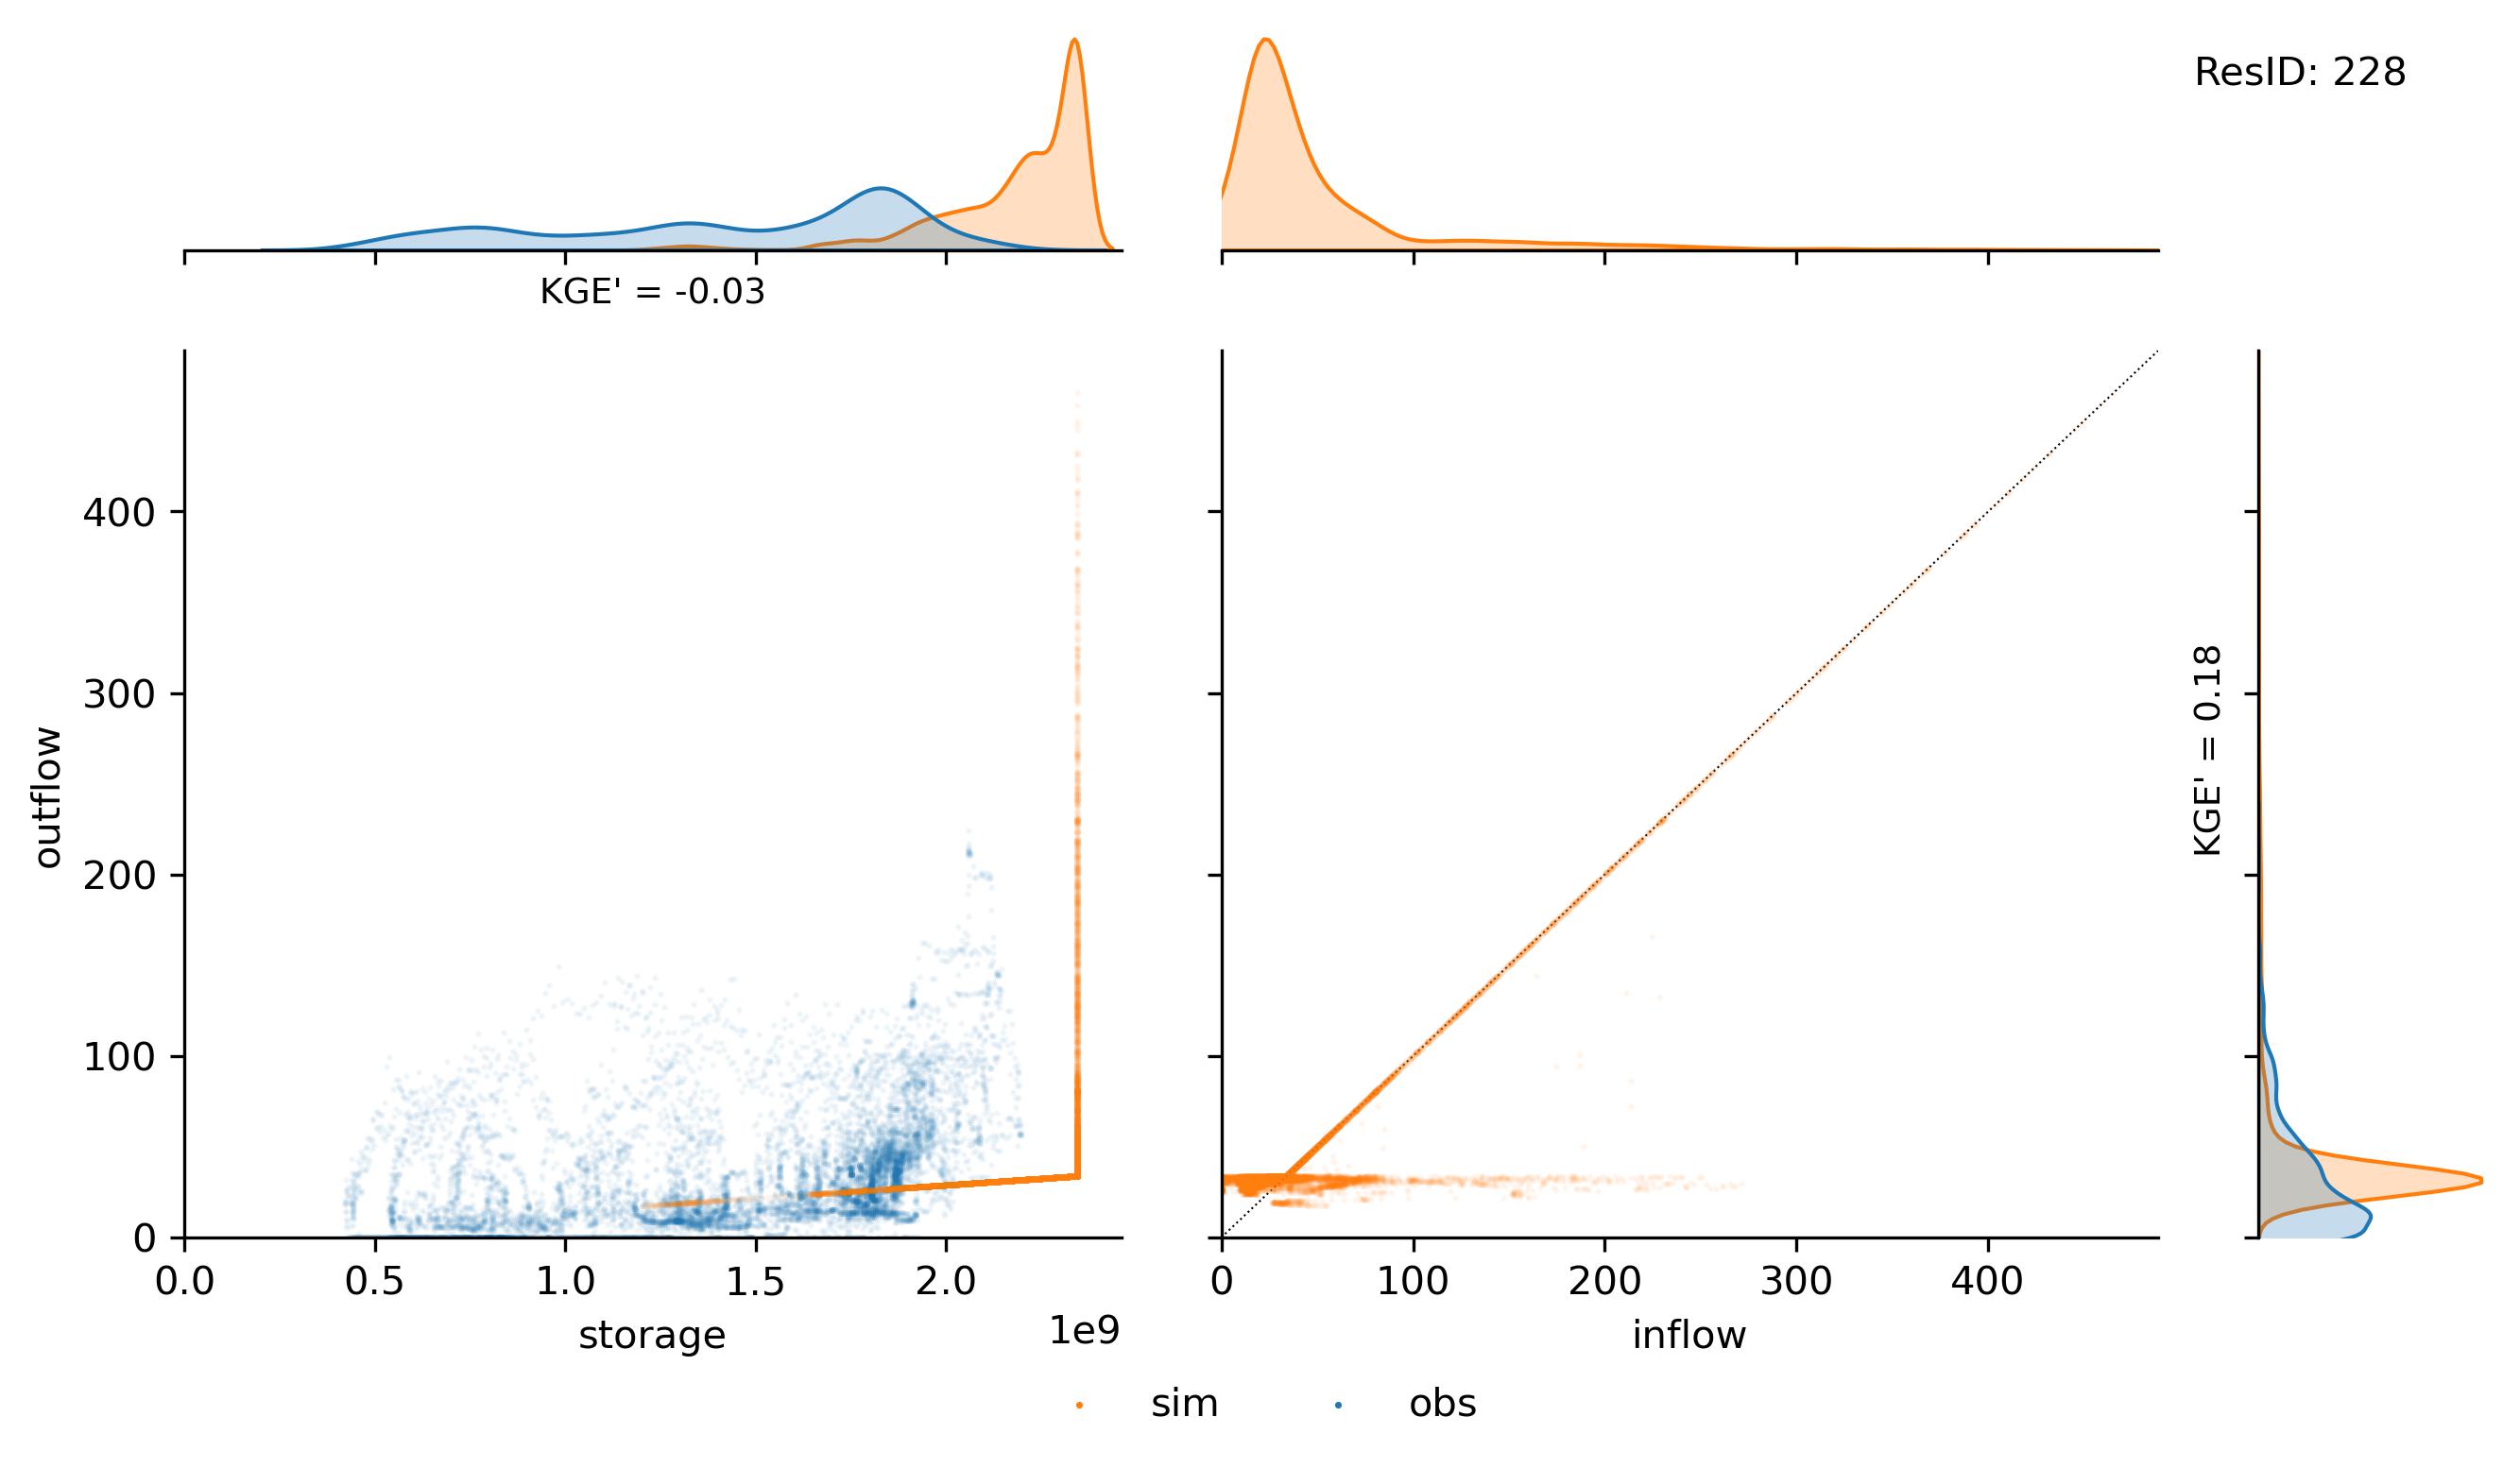 ResID: 228
KGE' = -0.03
outflow
400
300
200
100
0
0.0 0.5 1.0 1.5 2.0
storage
1e9
KGE' = 0.18
0 100 200 300 400
inflow
sim obs